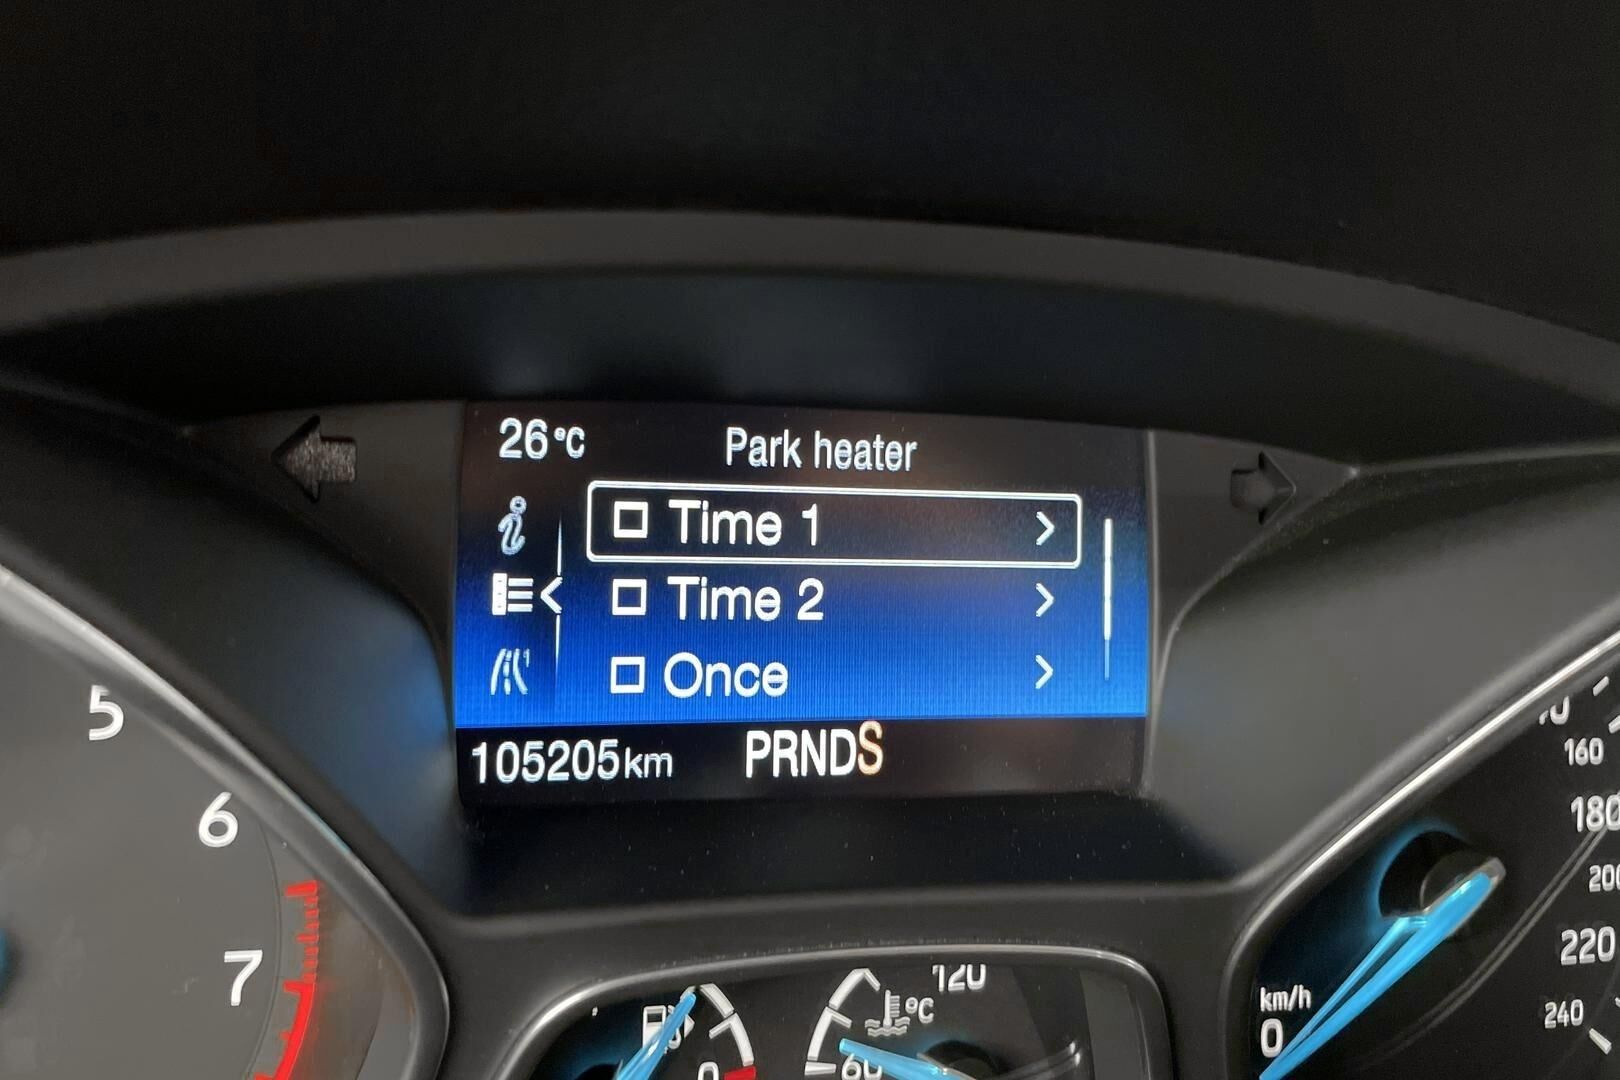 26°C
Park heater
Time 1
Time 2
Once
105205km
PRNDS
5
6
7
120
°C
60
0
160
180
200
220
240
km/h
0